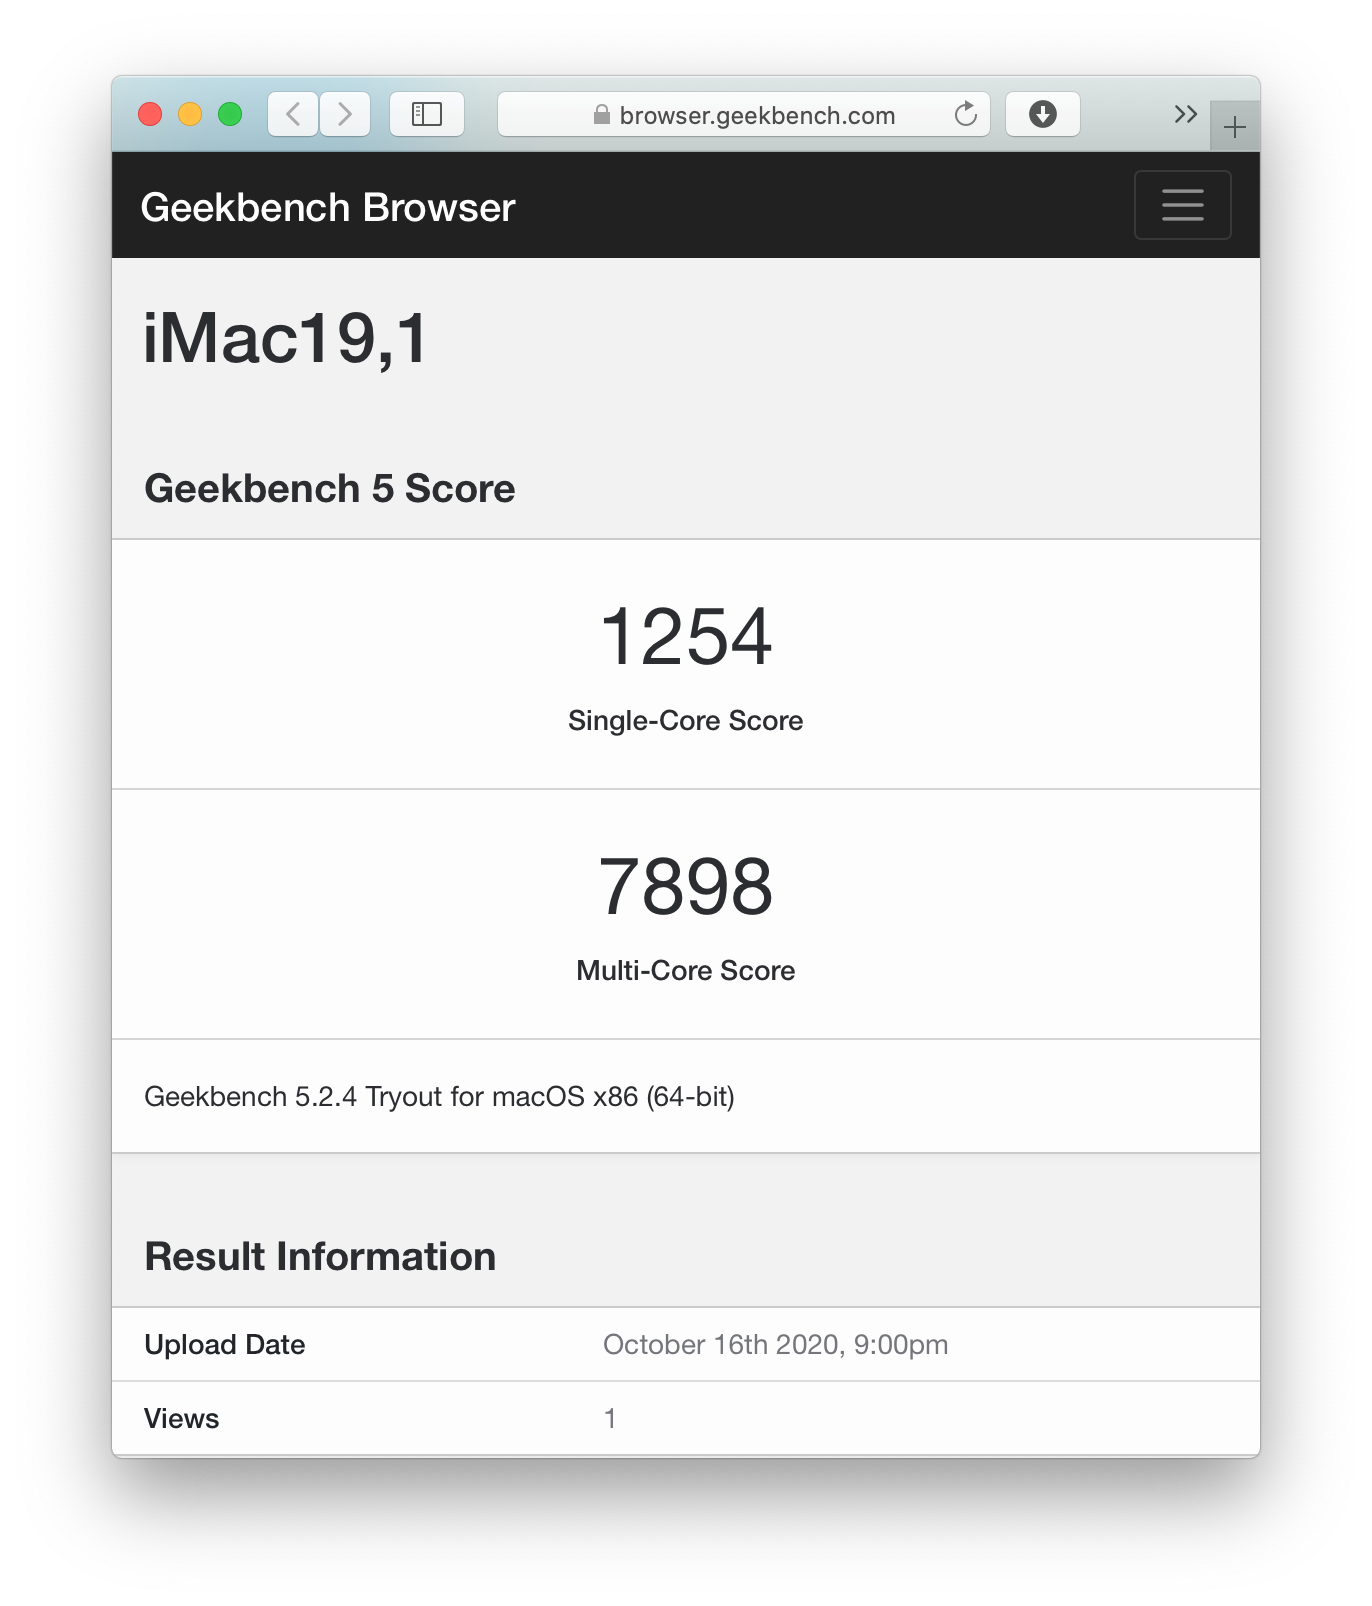 browser.geekbench.com
Geekbench Browser
iMac19,1
Geekbench 5 Score
1254
Single-Core Score
7898
Multi-Core Score
Geekbench 5.2.4 Tryout for macOS x86 (64-bit)
Result Information
Upload Date October 16th 2020, 9:00pm
Views 1